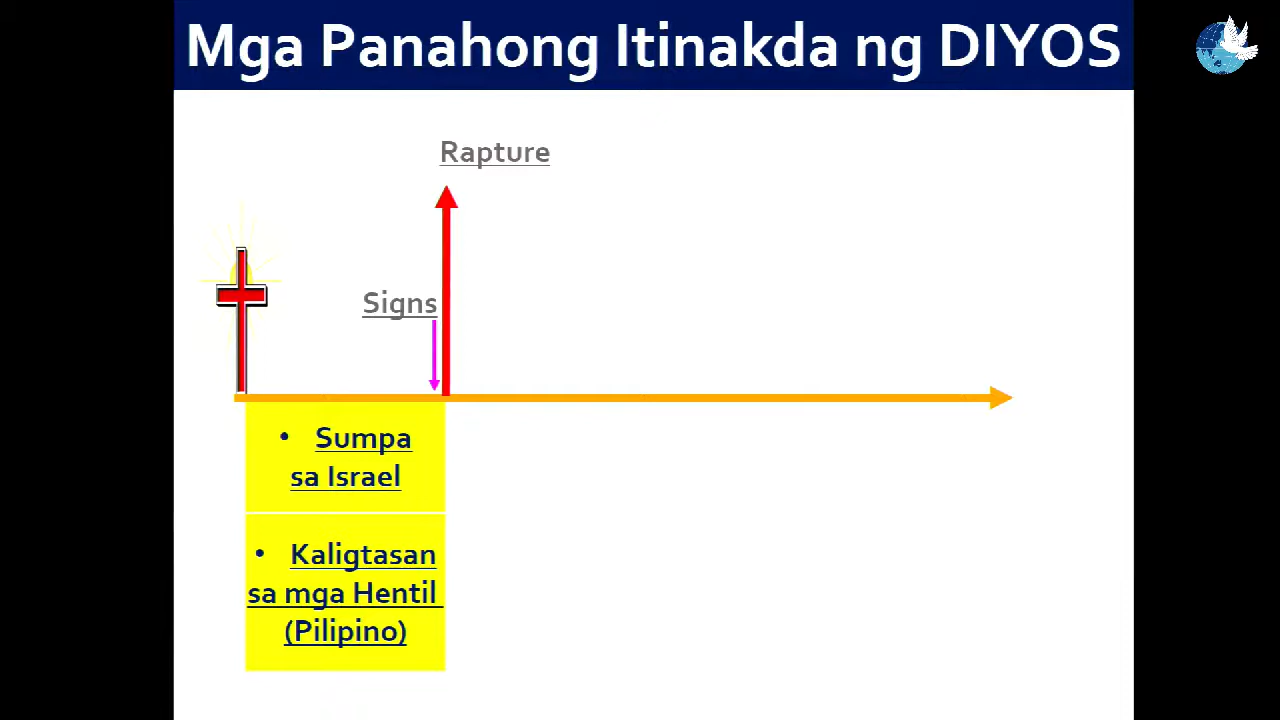 Mga Panahong Itinakda ng DIYOS
Rapture
Signs
• Sumpa
sa Israel
• Kaligtasan
sa mga Hentil
(Pilipino)